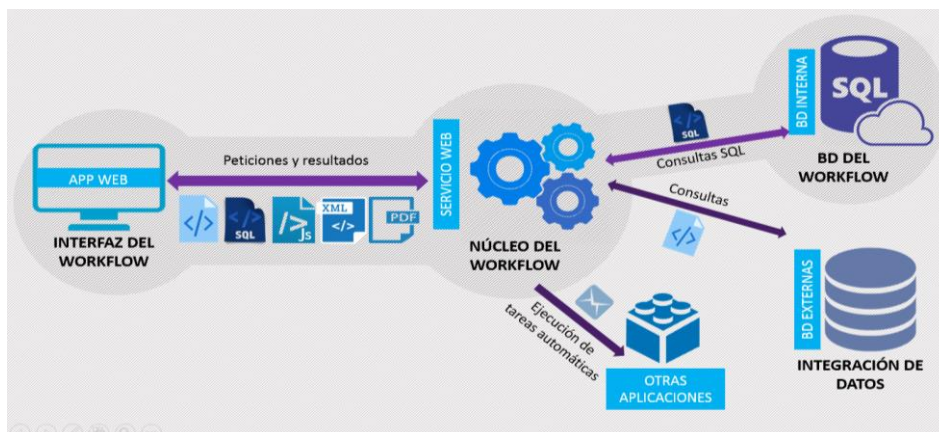 APP WEB
INTERFAZ DEL
WORKFLOW
Peticiones y resultados
</>
</>
SQL
/>
Js
XML
</>
PDF
SERVICIO WEB
NÚCLEO DEL
WORKFLOW
</>
SQL
Consultas SQL
BD INTERNA
SQL
BD DEL
WORKFLOW
Consultas
</>
BD EXTERNAS
INTEGRACIÓN DE
DATOS
Ejecución de
tareas automáticas
OTRAS
APLICACIONES